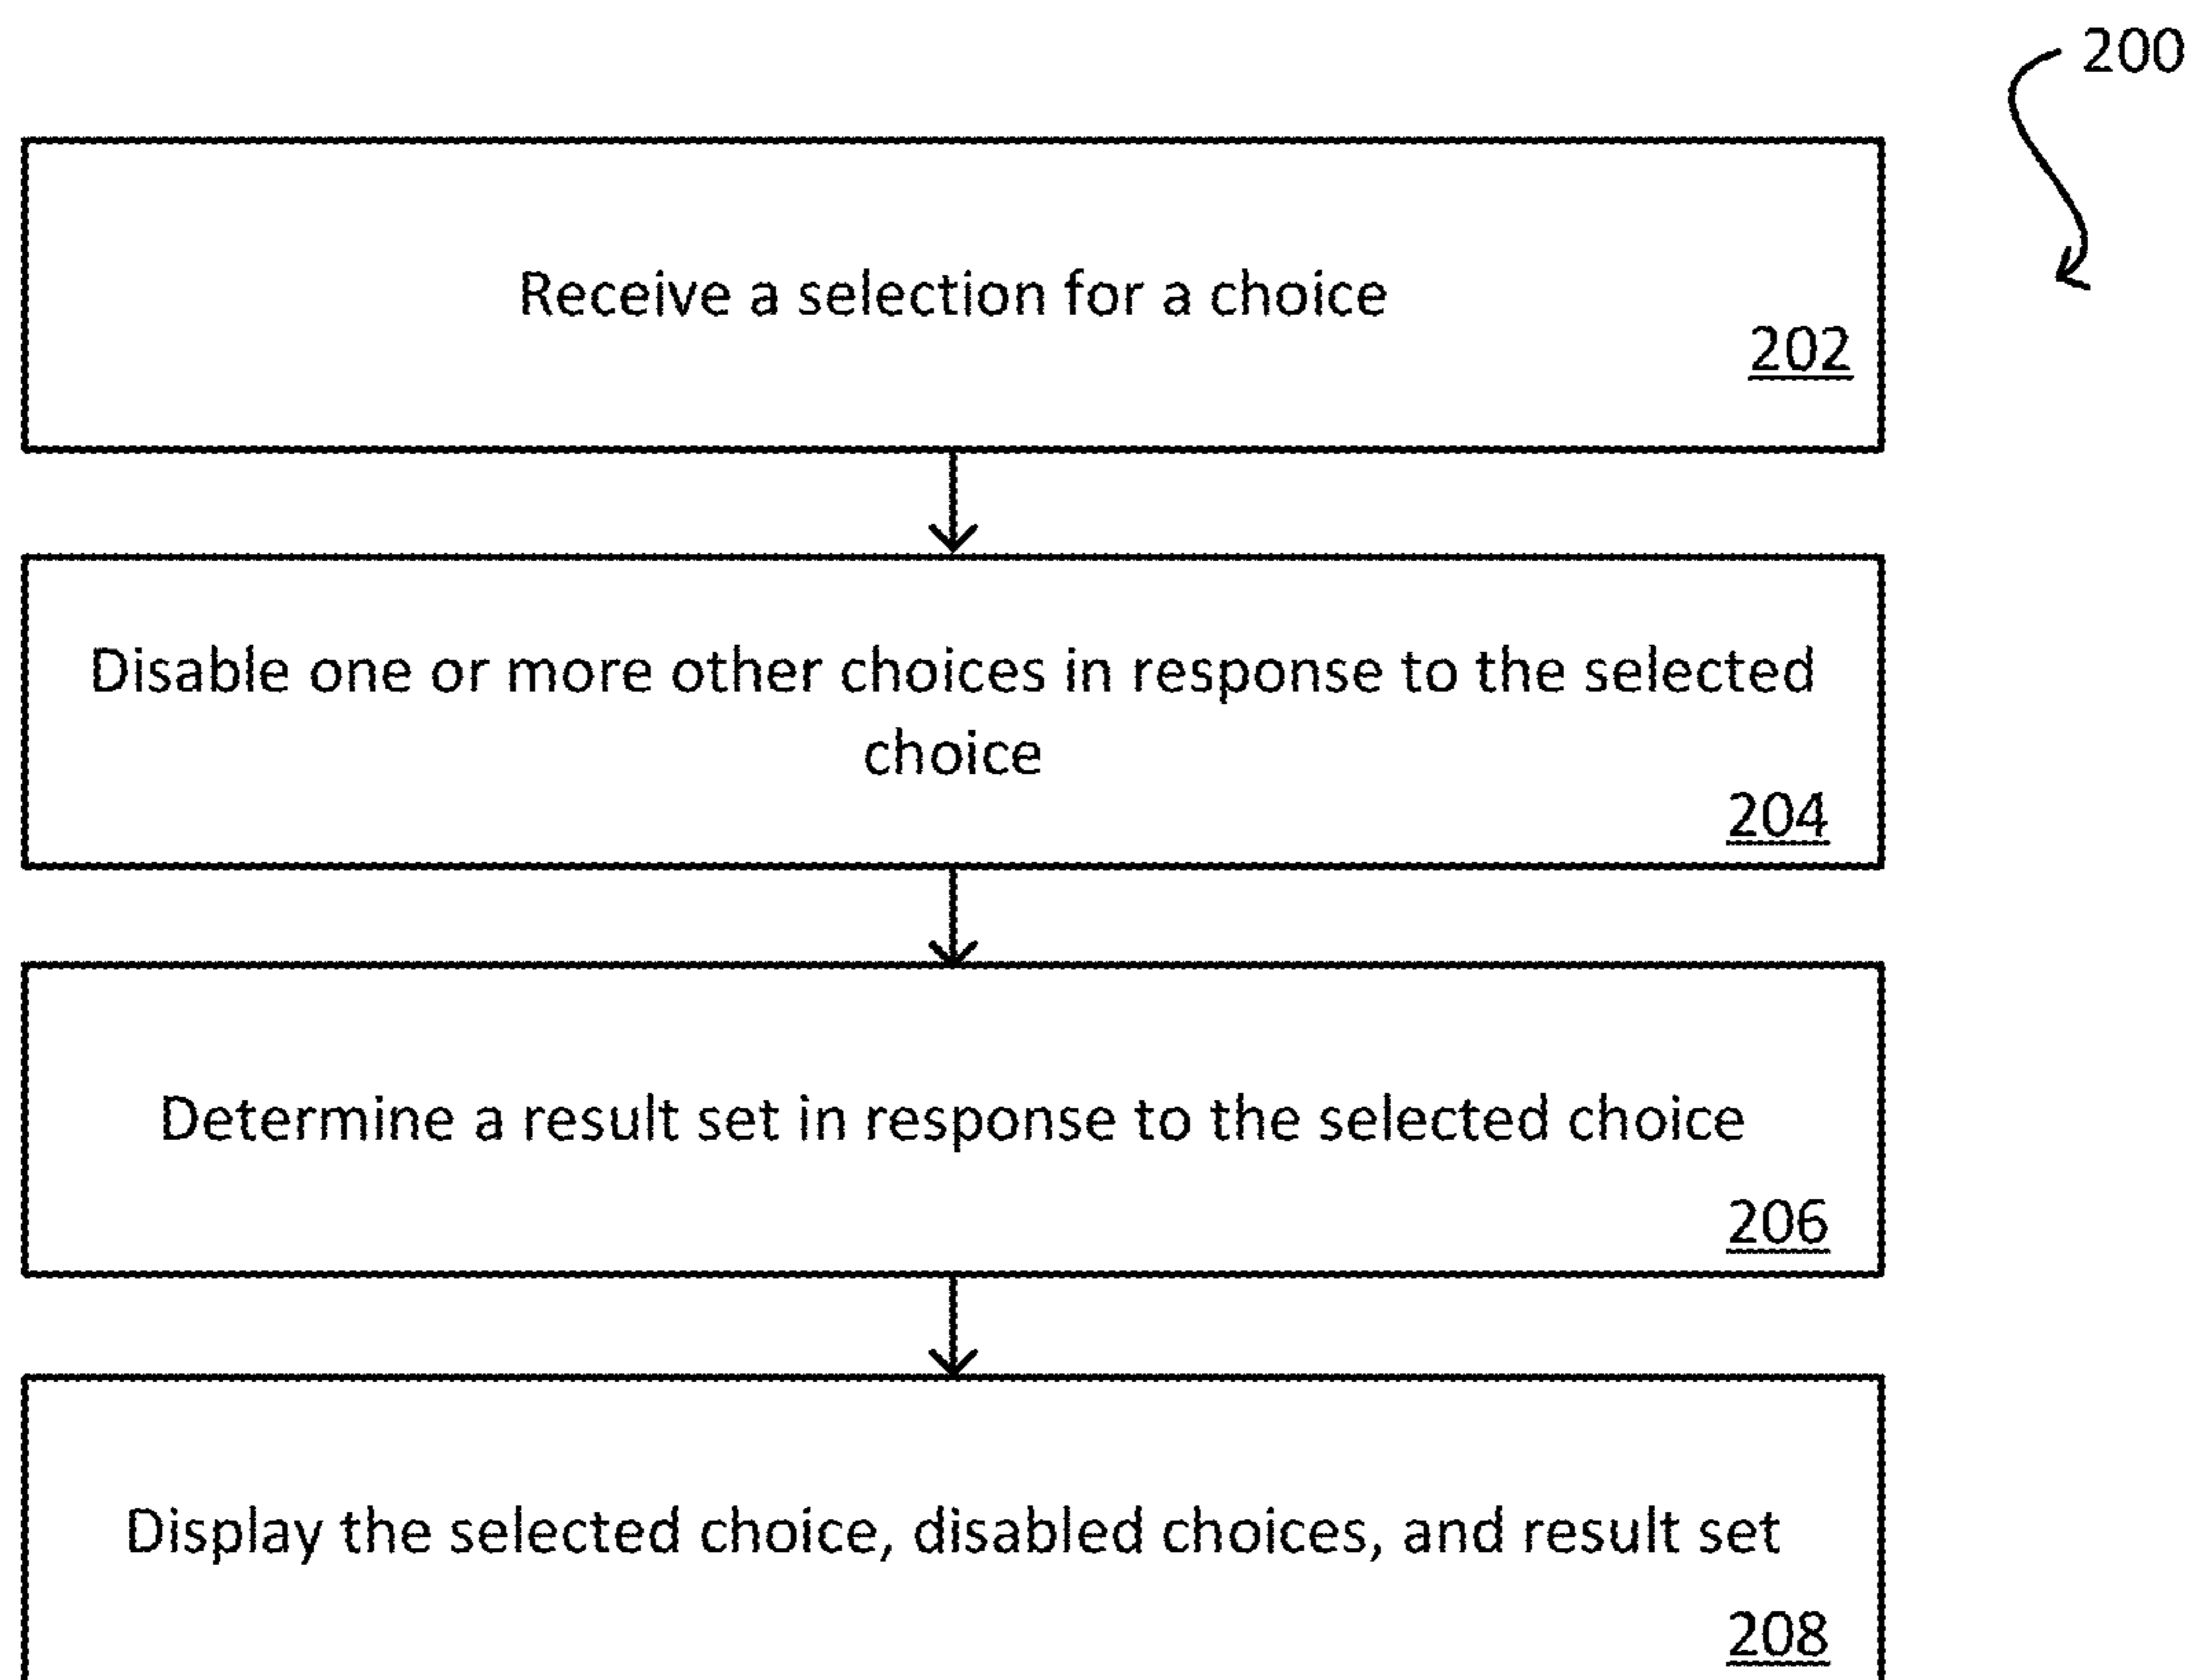 200
Receive a selection for a choice
202
Disable one or more other choices in response to the selected
choice
204
Determine a result set in response to the selected choice
206
Display the selected choice, disabled choices, and result set
208